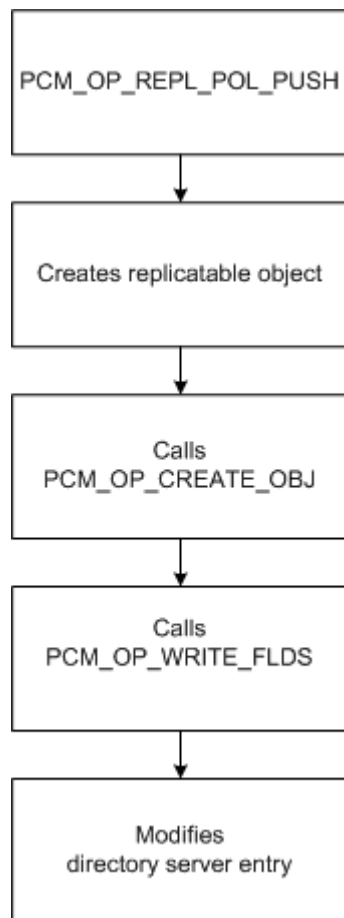 PCM_OP_REPL_POL_PUSH
Creates replicatable object
Calls
PCM_OP_CREATE_OBJ
Calls
PCM_OP_WRITE_FLDS
Modifies
directory server entry